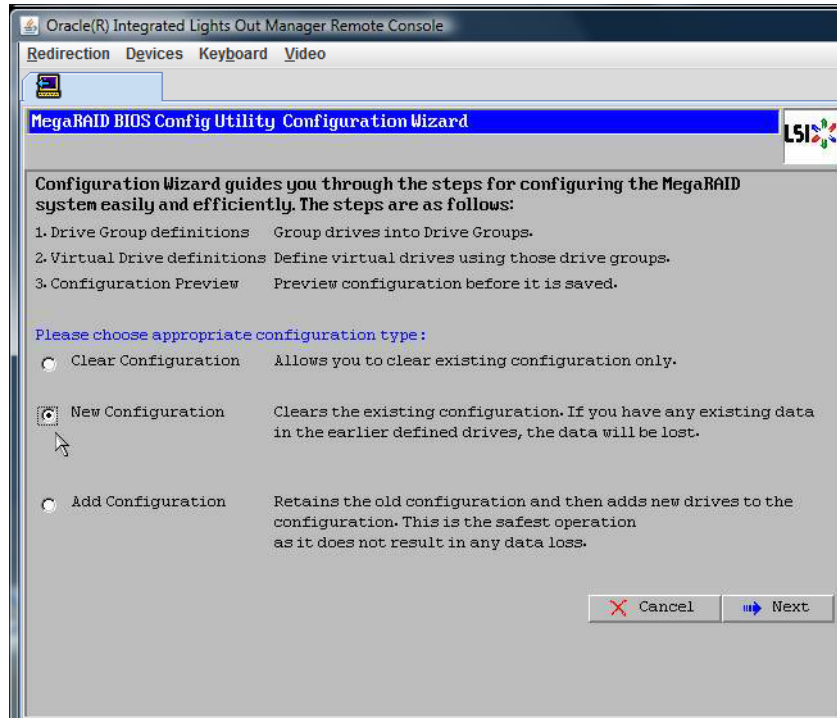 Oracle(R) Integrated Lights Out Manager Remote Console
Redirection Devices Keyboard Video
MegaRAID BIOS Config Utility Configuration Wizard
LSI
Configuration Wizard guides you through the steps for configuring the MegaRAID
system easily and efficiently. The steps are as follows:
1. Drive Group definitions Group drives into Drive Groups.
2. Virtual Drive definitions Define virtual drives using those drive groups.
3. Configuration Preview Preview configuration before it is saved.
Please choose appropriate configuration type:
Clear Configuration Allows you to clear existing configuration only.
New Configuration Clears the existing configuration. If you have any existing data
in the earlier defined drives, the data will be lost.
Add Configuration Retains the old configuration and then adds new drives to the
configuration. This is the safest operation
as it does not result in any data loss.
Cancel Next